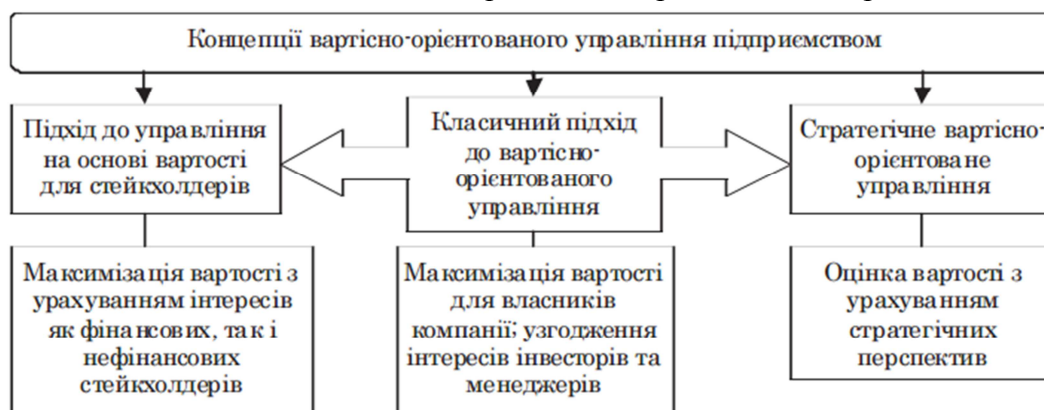 Концепції вартісно-орієнтованого управління підприємством
Підхід до управління
на основі вартості
для стейкхолдерів
Класичний підхід
до вартісно-
орієнтованого
управління
Стратегічне вартісно-
орієнтоване
управління
Максимізація вартості з
урахуванням інтересів
як фінансових, так і
нефінансових
стейкхолдерів
Максимізація вартості
для власників
компанії; узгодження
інтересів інвесторів та
менеджерів
Оцінка вартості з
урахуванням
стратегічних
перспектив